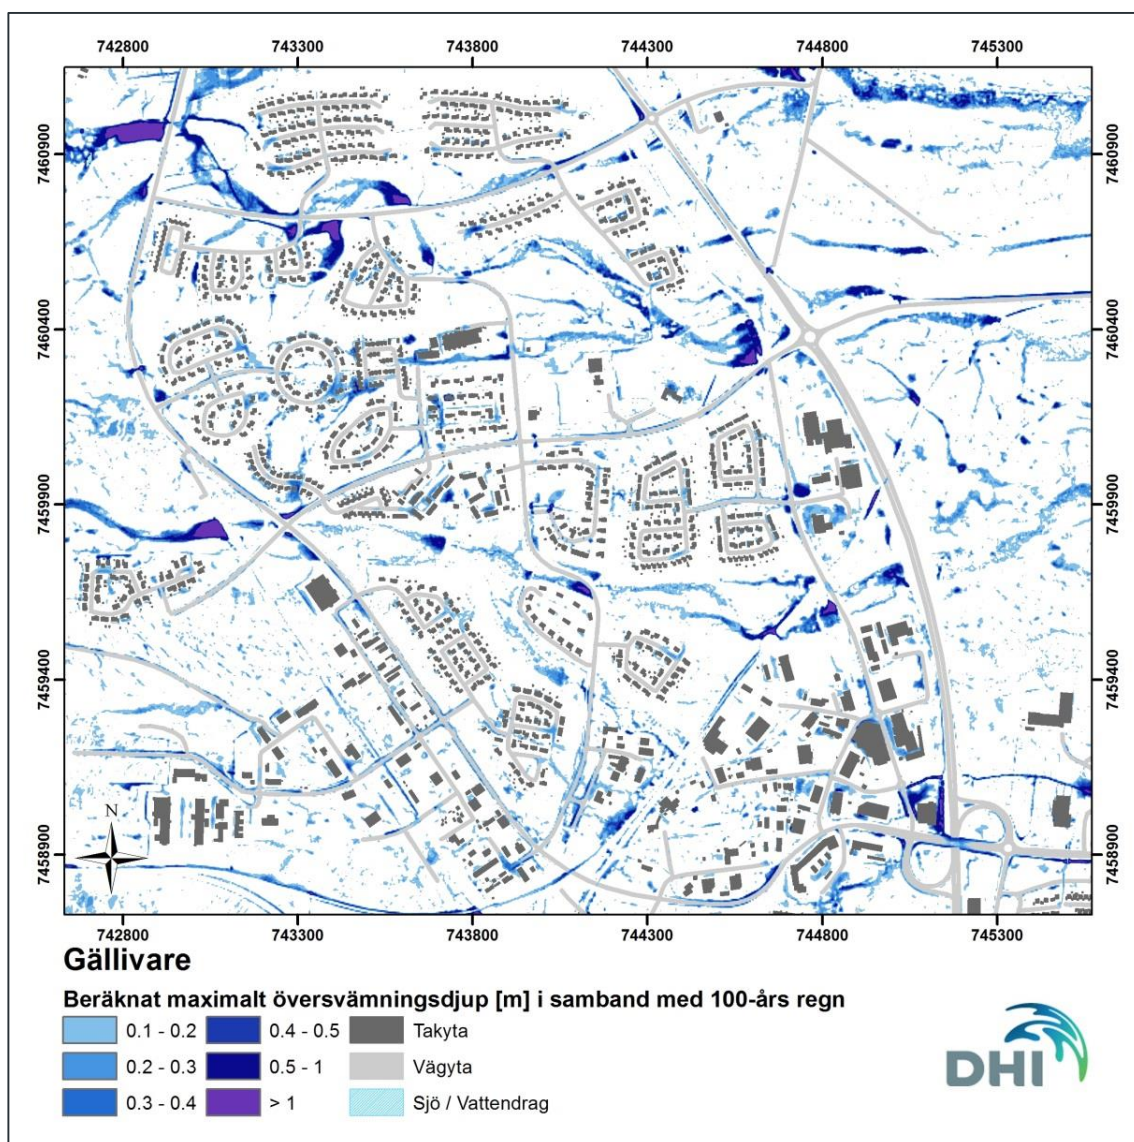 742800 743300 743800 744300 744800 745300
7460900 7460900
7460400 7460400
7459900 7459900
7459400 7459400
7458900 7458900
N
742800 743300 743800 744300 744800 745300
Gällivare
Beräknat maximalt översvämningsdjup [m] i samband med 100-års regn
0.1 - 0.2 0.4 - 0.5 Takyta
0.2 - 0.3 0.5 - 1 Vägyta
0.3 - 0.4 > 1 Sjö / Vattendrag
DHI